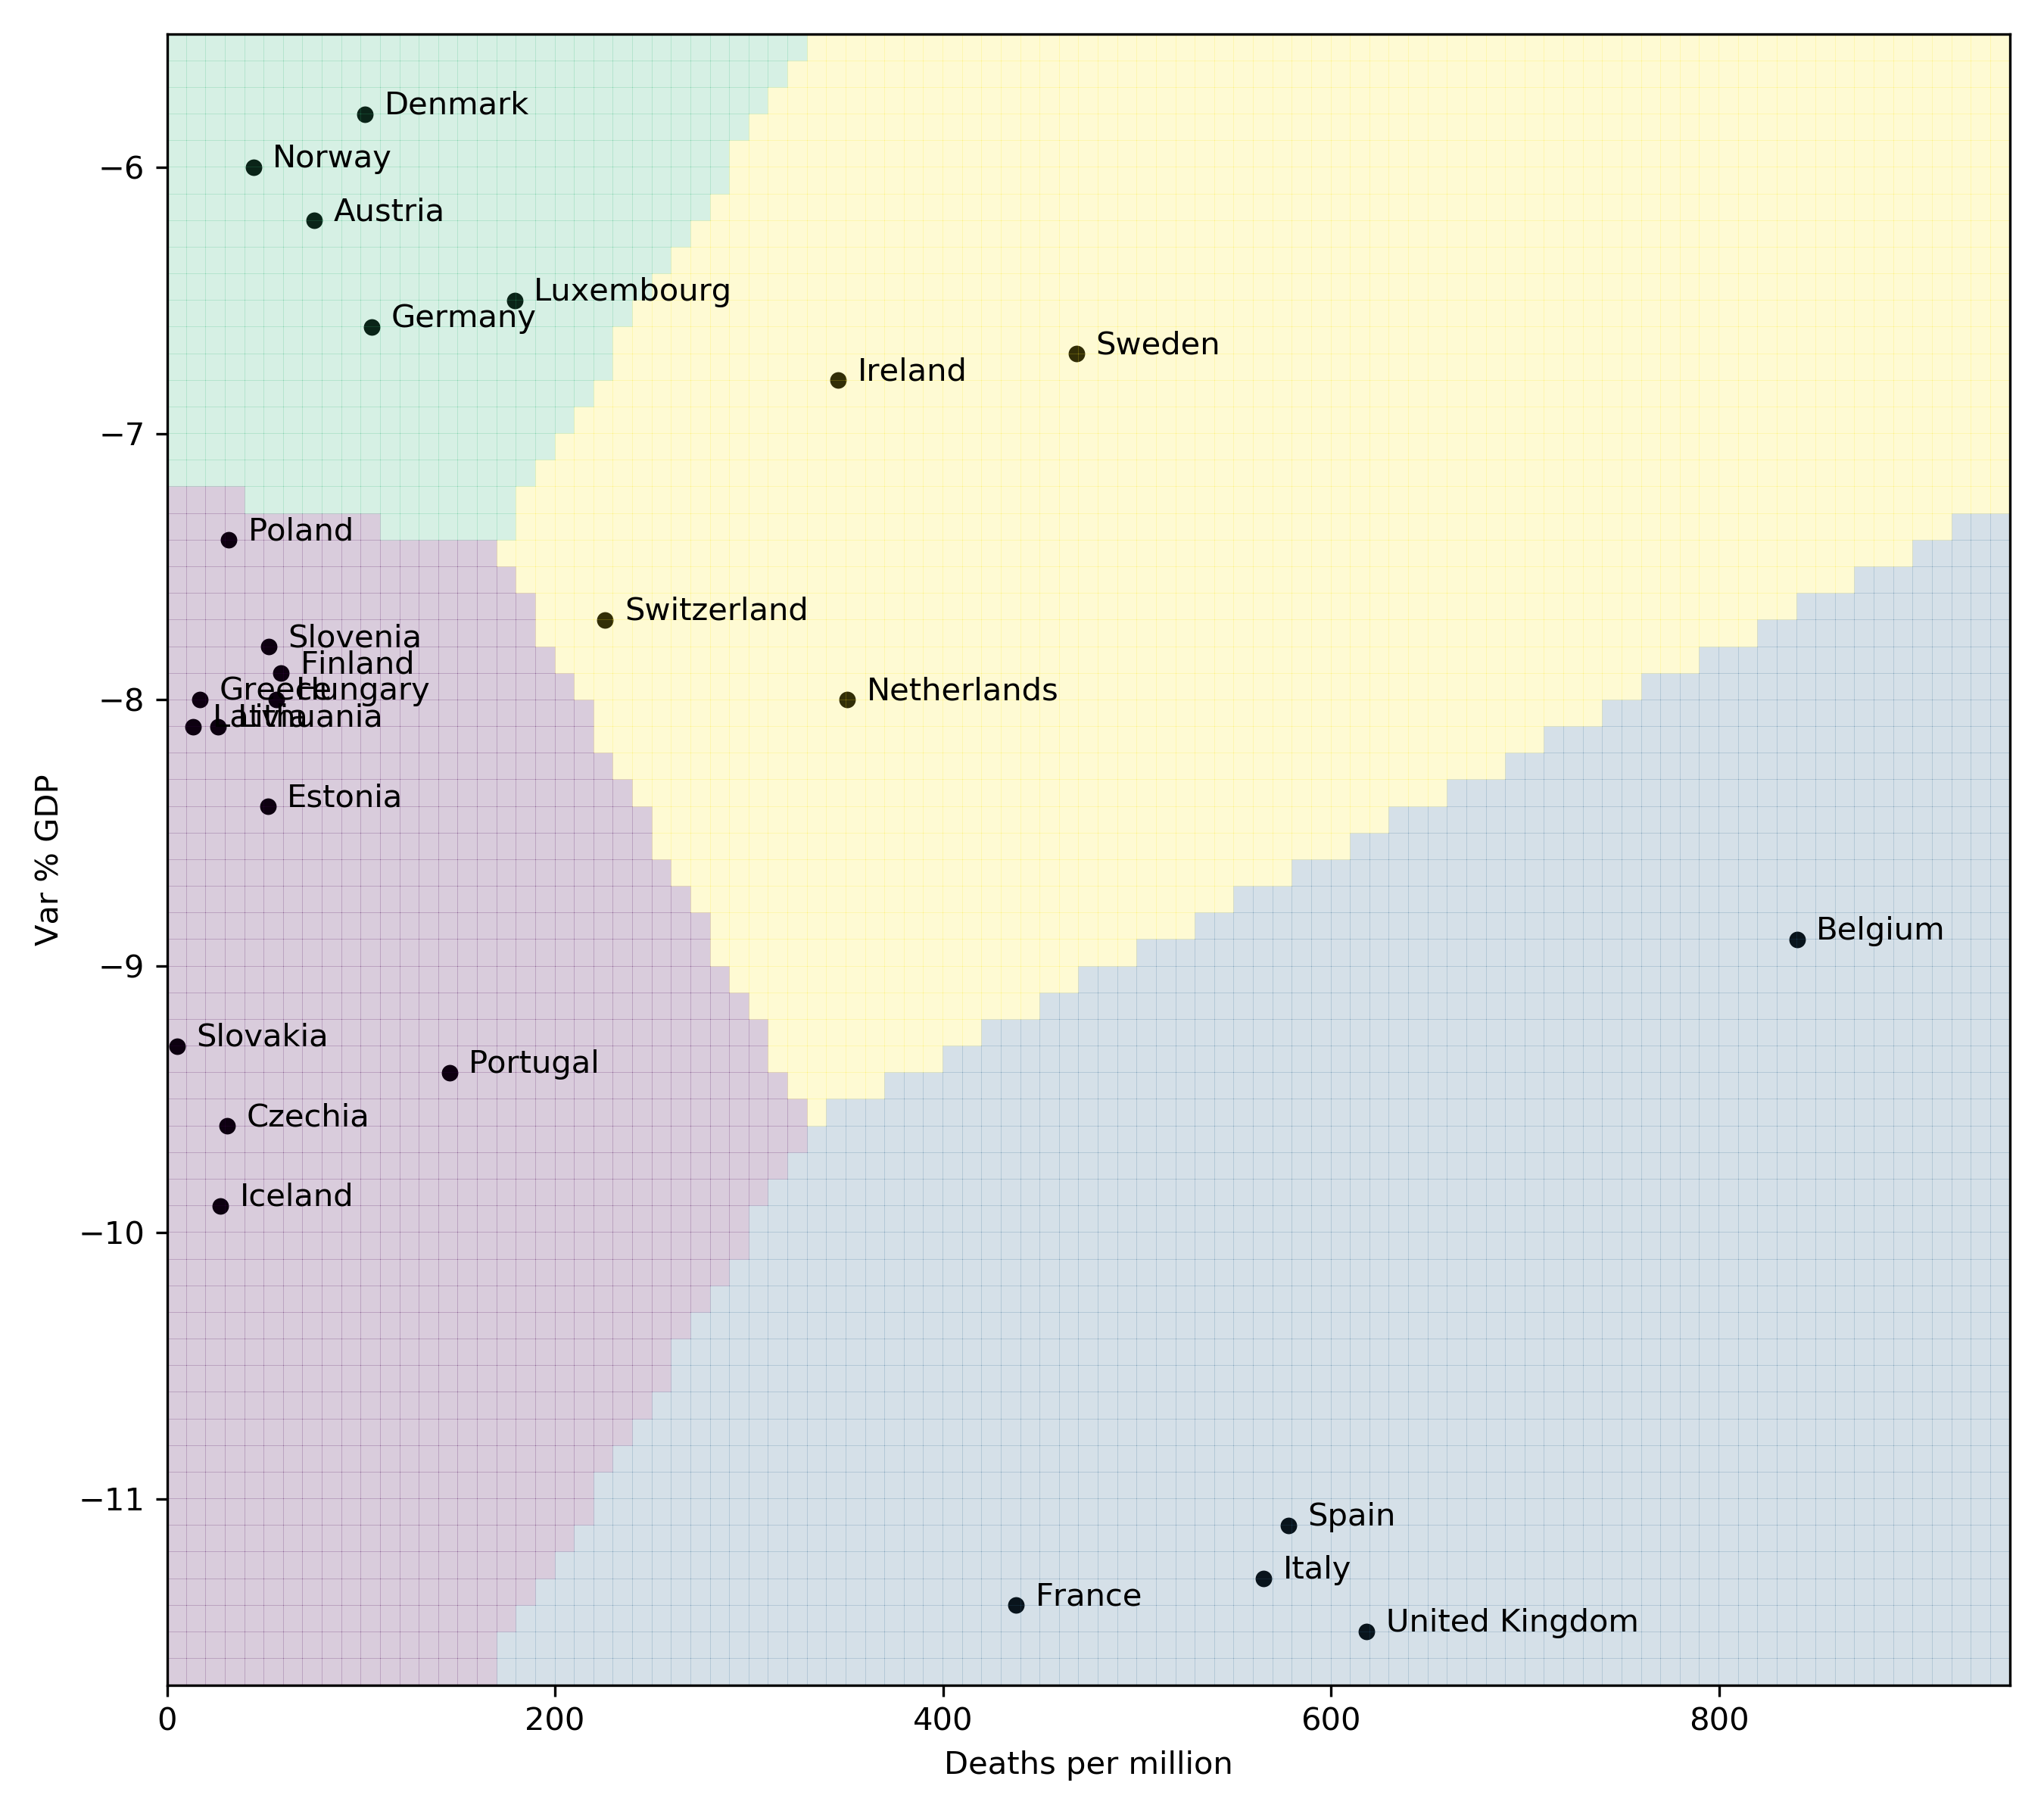 Denmark
−6
Norway
Austria
Luxembourg
Germany
Sweden
Ireland
−7
Poland
Switzerland
Slovenia
Finland
−8
Greece
Hungary
Netherlands
Latvia
Lithuania
Estonia
Var % GDP
Belgium
−9
Slovakia
Portugal
Czechia
Iceland
−10
−11
Spain
Italy
France
United Kingdom
0 200 400 600 800
Deaths per million